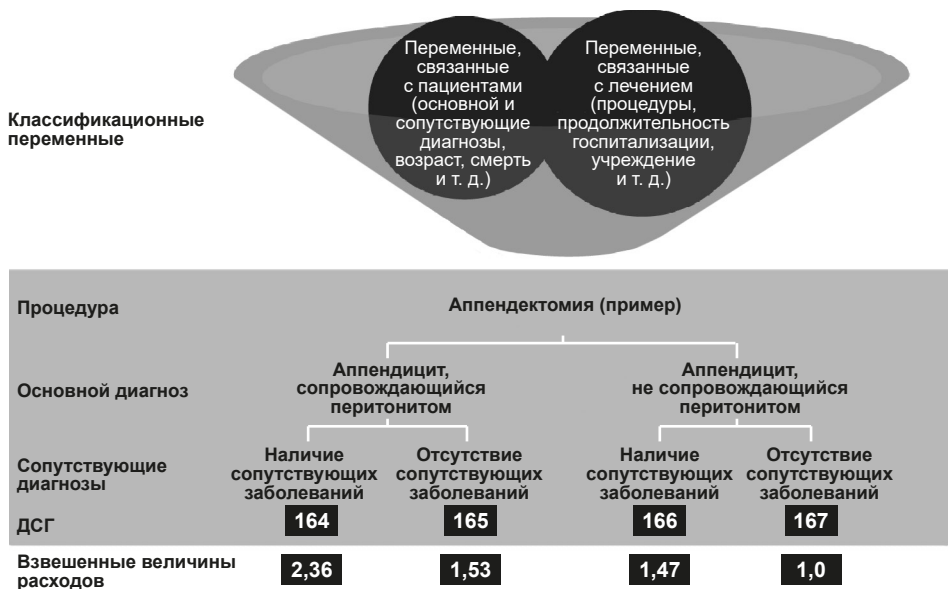 Переменные,
связанные
с пациентами
(основной и
сопутствующие
диагнозы,
возраст, смерть
и т. д.)
Переменные,
связанные
с лечением
(процедуры,
продолжительность
госпитализации,
учреждение
и т. д.)
Классификационные
переменные
Процедура
Аппендектомия (пример)
Основной диагноз
Аппендицит,
сопровождающийся
перитонитом
Аппендицит,
не сопровождающийся
перитонитом
Сопутствующие
диагнозы
Наличие
сопутствующих
заболеваний
Отсутствие
сопутствующих
заболеваний
Наличие
сопутствующих
заболеваний
Отсутствие
сопутствующих
заболеваний
ДСГ
164
165
166
167
Взвешенные величины
расходов
2,36
1,53
1,47
1,0